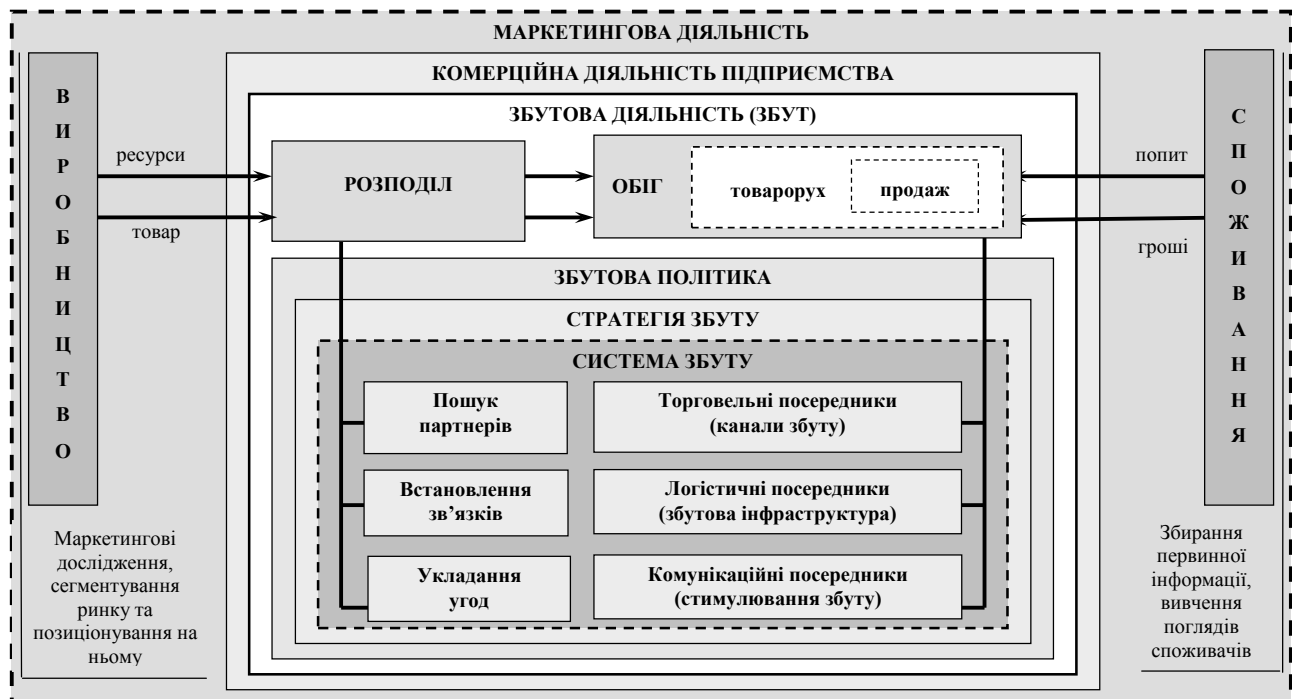 МАРКЕТИНГОВА ДІЯЛЬНІСТЬ
КОМЕРЦІЙНА ДІЯЛЬНІСТЬ ПІДПРИЄМСТВА
ЗБУТОВА ДІЯЛЬНІСТЬ (ЗБУТ)
ВИРОБНИЦТВО
ресурси
товар
РОЗПОДІЛ
ОБІГ
товарорух
продаж
попит
гроші
СПОЖИВАННЯ
ЗБУТОВА ПОЛІТИКА
СТРАТЕГІЯ ЗБУТУ
СИСТЕМА ЗБУТУ
Пошук
партнерів
Торговельні посередники
(канали збуту)
Встановлення
зв’язків
Логістичні посередники
(збутова інфраструктура)
Укладання
угод
Комунікаційні посередники
(стимулювання збуту)
Маркетингові
дослідження,
сегментування
ринку та
позиціонування на
ньому
Збирання
первинної
інформації,
вивчення
поглядів
споживачів